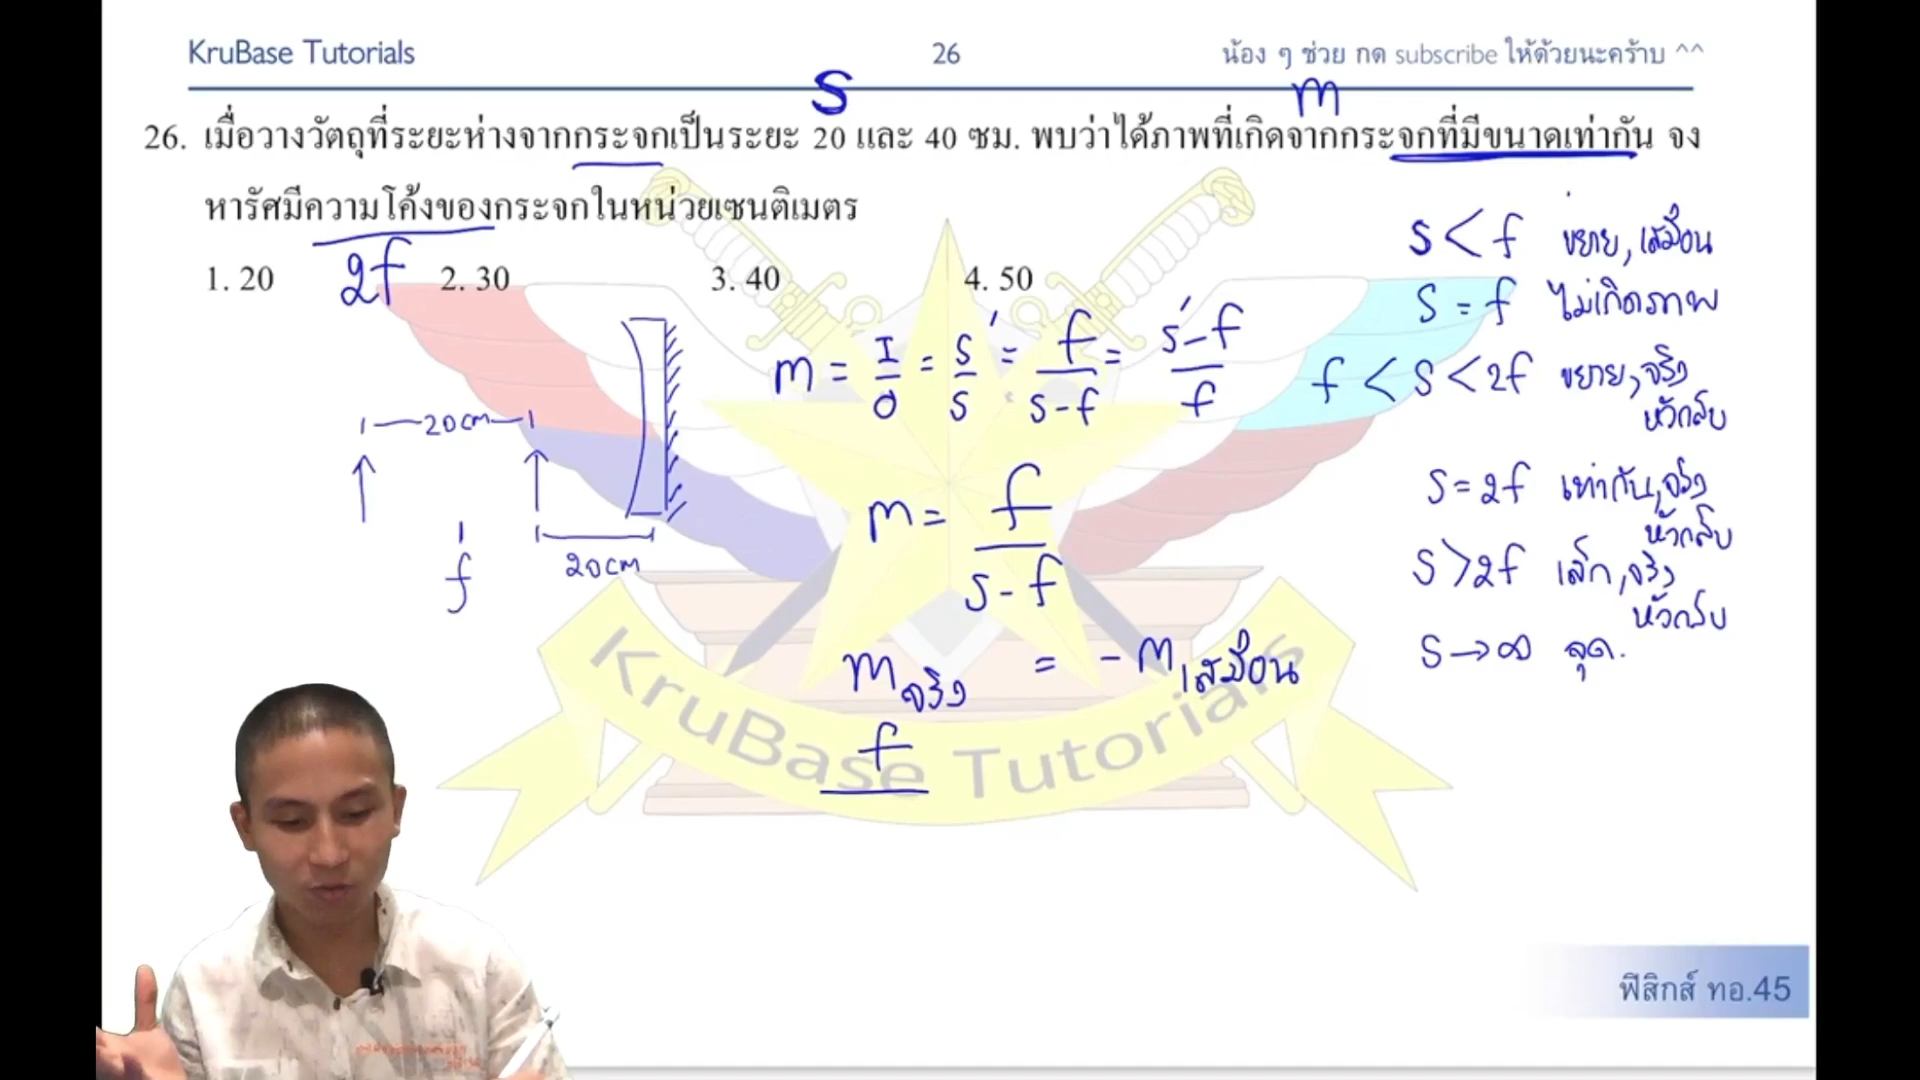 KruBase Tutorials 26 น้อง ๆ ช่วย กด subscribe ให้ด้วยนะคร้าบ ^^
s m
26. เมื่อวางวัตถุที่ระยะห่างจากกระจกเป็นระยะ 20 และ 40 ซม. พบว่าได้ภาพที่เกิดจากกระจกที่มีขนาดเท่ากัน จง
หารัศมีความโค้งของกระจกในหน่วยเซนติเมตร
1. 20 2. 30 3. 40 4. 50
2f
s < f ขยาย, เสมือน
s = f ไม่เกิดภาพ
f < s < 2f ขยาย, จริง
หัวกลับ
s = 2f เท่ากัน, จริง
หัวกลับ
s > 2f เล็ก, จริง
หัวกลับ
s → ∞ จุด.
m = I/O = s'/s = f/(s-f) = (s'-f)/f
20cm
m = f/(s-f)
f
20cm
m จริง = - m เสมือน
f
KruBase Tutorials
ฟิสิกส์ ทอ.45